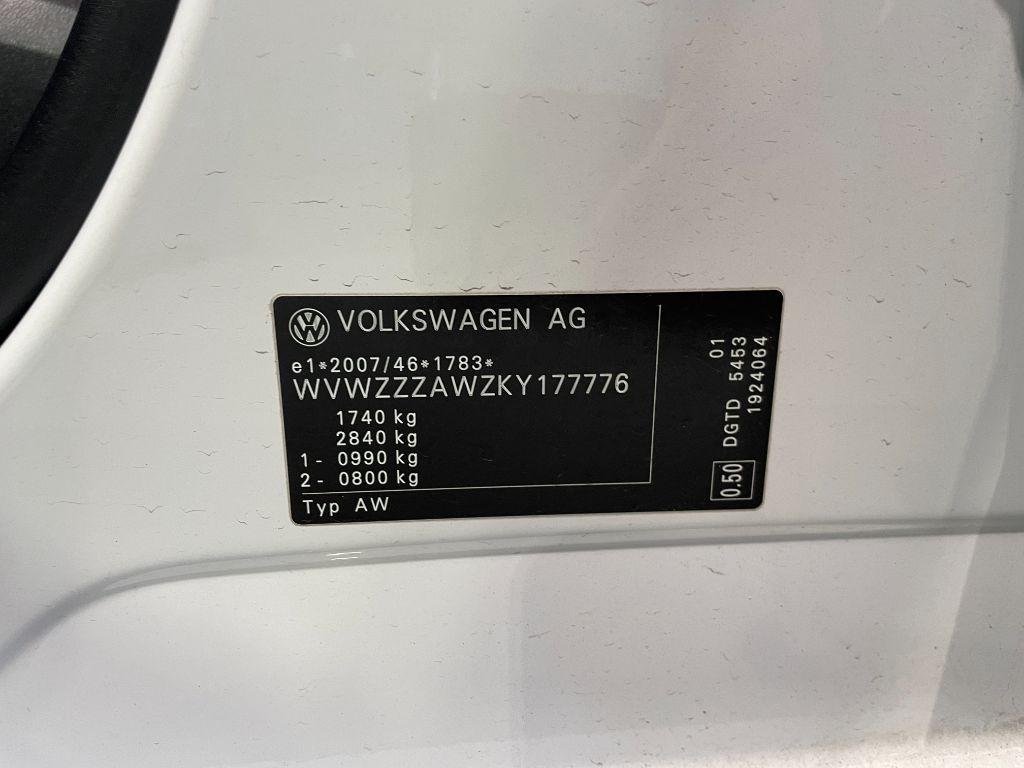 VOLKSWAGEN AG
e1*2007/46*1783*
WVWZZZAWZKY177776
1740 kg
2840 kg
1 - 0990 kg
2 - 0800 kg
Typ AW
0.50 DGTD 5453 01
1924064